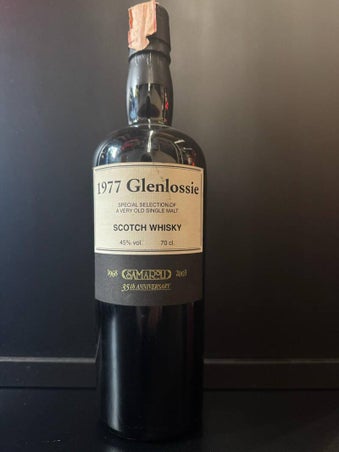 1977 Glenlossie
SPECIAL SELECTION OF
A VERY OLD SINGLE MALT
SCOTCH WHISKY
45% vol. 70 cl.
1968 SAMAROLI 2003
35th ANNIVERSARY